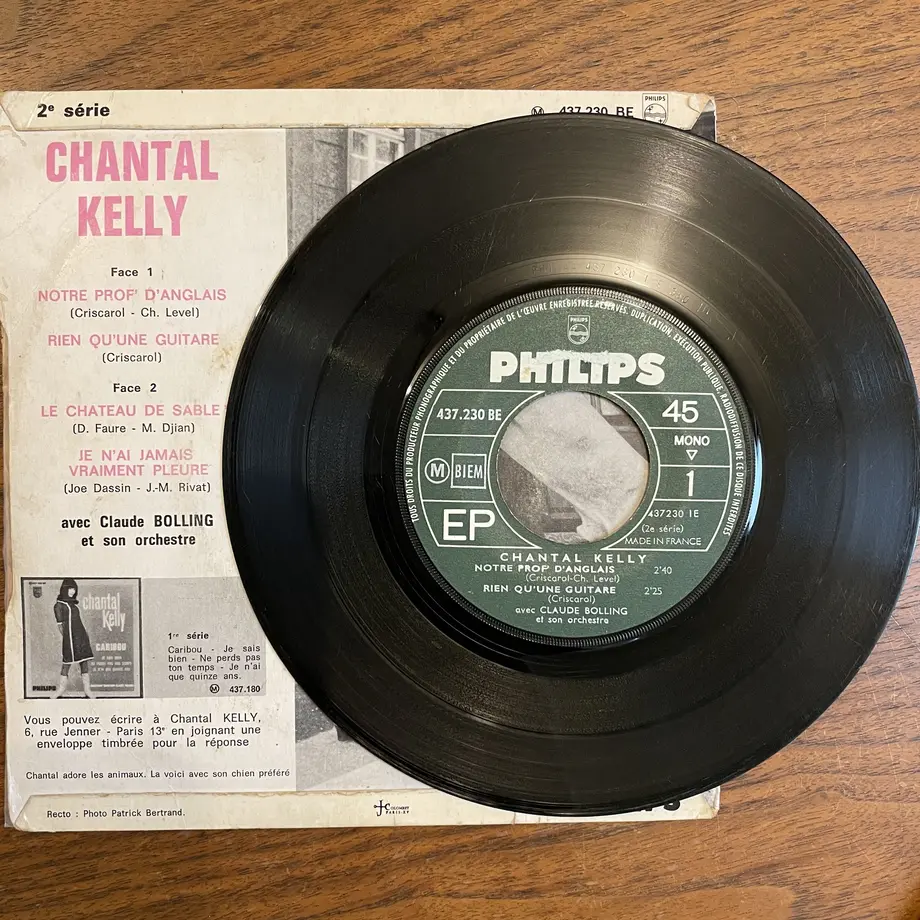 2e série
M 437.230 BE
PHILIPS
CHANTAL
KELLY
Face 1
NOTRE PROF' D'ANGLAIS
(Criscarol - Ch. Level)
RIEN QU'UNE GUITARE
(Criscarol)
Face 2
LE CHATEAU DE SABLE
(D. Faure - M. Djian)
JE N'AI JAMAIS
VRAIMENT PLEURE
(Joe Dassin - J.-M. Rivat)
avec Claude BOLLING
et son orchestre
chantal
Kelly
CARIBOU
PHILIPS
1re série
Caribou - Je sais
bien - Ne perds pas
ton temps - Je n'ai
que quinze ans.
M 437.180
Vous pouvez écrire à Chantal KELLY,
6, rue Jenner - Paris 13e en joignant une
enveloppe timbrée pour la réponse
Chantal adore les animaux. La voici avec son chien préféré
Recto : Photo Patrick Bertrand.
TOUS DROITS DU PRODUCTEUR PHONOGRAPHIQUE ET DU PROPRIÉTAIRE DE L'ŒUVRE ENREGISTRÉE RÉSERVÉS. DUPLICATION, EXÉCUTION PUBLIQUE, RADIODIFFUSION DE CE DISQUE INTERDITES
PHILIPS
PHILIPS
437.230 BE
45
MONO
M BIEM
1
EP
437230 1E
(2e série)
MADE IN FRANCE
CHANTAL KELLY
NOTRE PROF' D'ANGLAIS 2'40
(Criscarol-Ch. Level)
RIEN QU'UNE GUITARE 2'25
(Criscarol)
avec CLAUDE BOLLING
et son orchestre